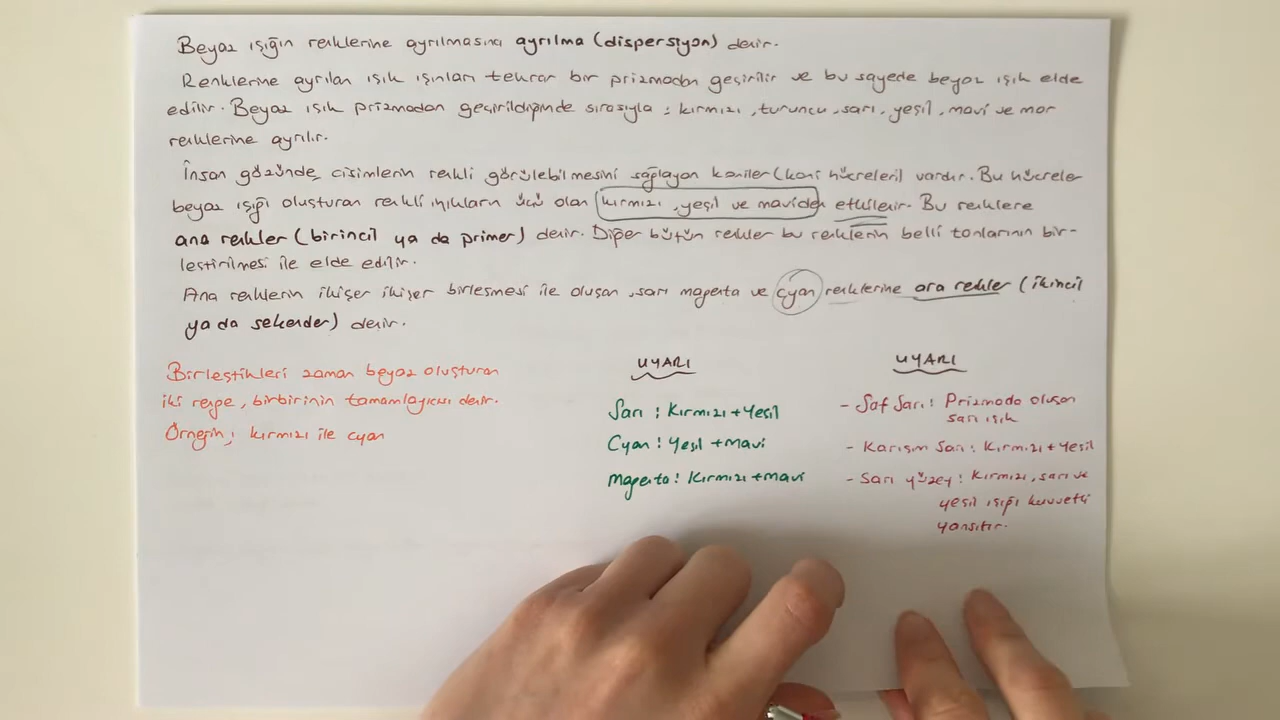 Beyaz ışığın renklerine ayrılmasına ayrılma (dispersiyon) denir.
Renklerine ayrılan ışık ışınları tekrar bir prizmadan geçirilir ve bu sayede beyaz ışık elde
edilir. Beyaz ışık prizmadan geçirildiğinde sırasıyla : kırmızı, turuncu, sarı, yeşil, mavi ve mor
renklerine ayrılır.
İnsan gözünde, cisimlerin renkli görülebilmesini sağlayan koniler (koni hücreleri) vardır. Bu hücreler
beyaz ışığı oluşturan renkli ışıkların üçü olan kırmızı, yeşil ve maviden etkilenir. Bu renklere
ana renkler (birincil ya da primer) denir. Diğer bütün renkler bu renklerin belli tonlarının bir-
leştirilmesi ile elde edilir.
Ana renklerin ikişer ikişer birleşmesi ile oluşan, sarı magenta ve cyan renklerine ara renkler (ikincil
ya da sekender) denir.
Birleştikleri zaman beyaz oluşturan
iki renge, birbirinin tamamlayıcısı denir.
Örneğin; kırmızı ile cyan
UYARI
Sarı : Kırmızı + Yeşil
Cyan : Yeşil + mavi
magenta : Kırmızı + mavi
UYARI
- Saf Sarı : Prizmada oluşan
sarı ışık
- Karışım Sarı : Kırmızı + Yeşil
- Sarı yüzey : Kırmızı, sarı ve
yeşil ışığı kuvvetli
yansıtır.